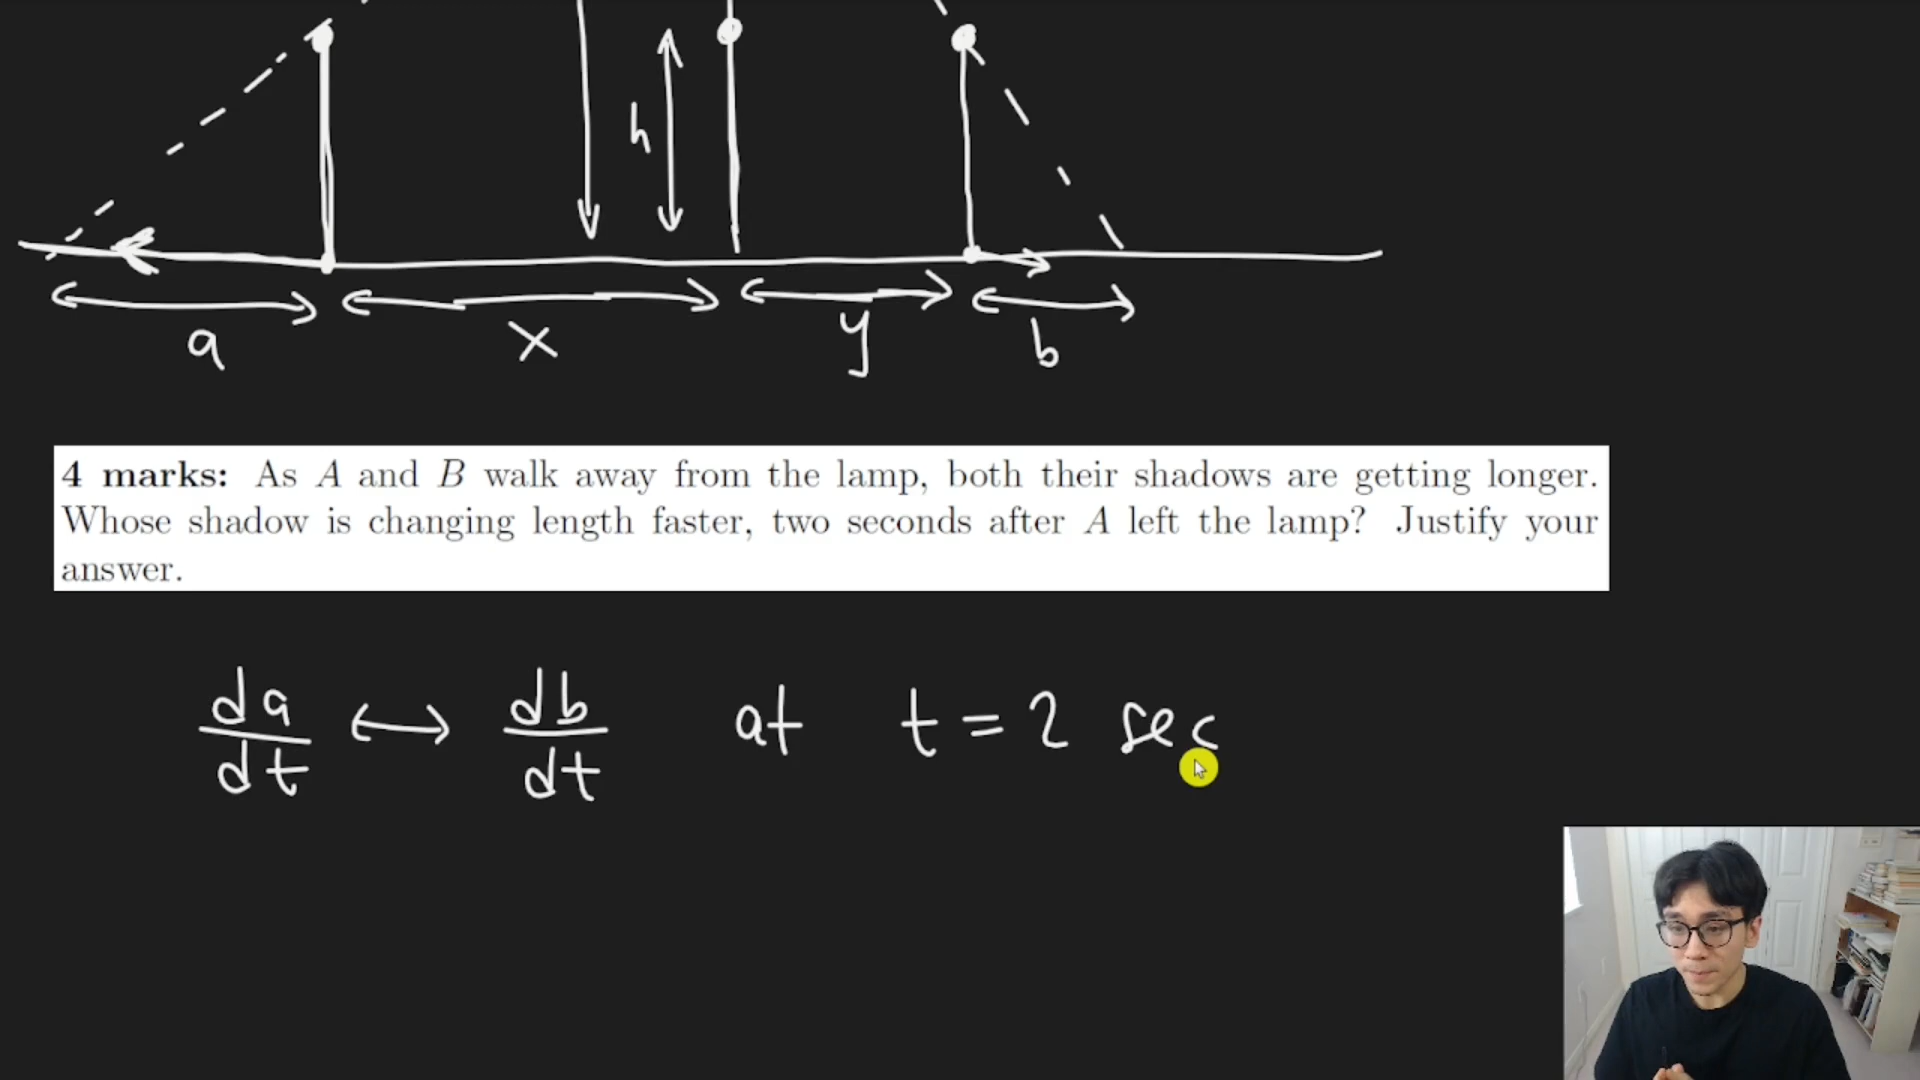 h
a x y b
4 marks: As A and B walk away from the lamp, both their shadows are getting longer.
Whose shadow is changing length faster, two seconds after A left the lamp? Justify your
answer.
da/dt ↔ db/dt at t = 2 sec